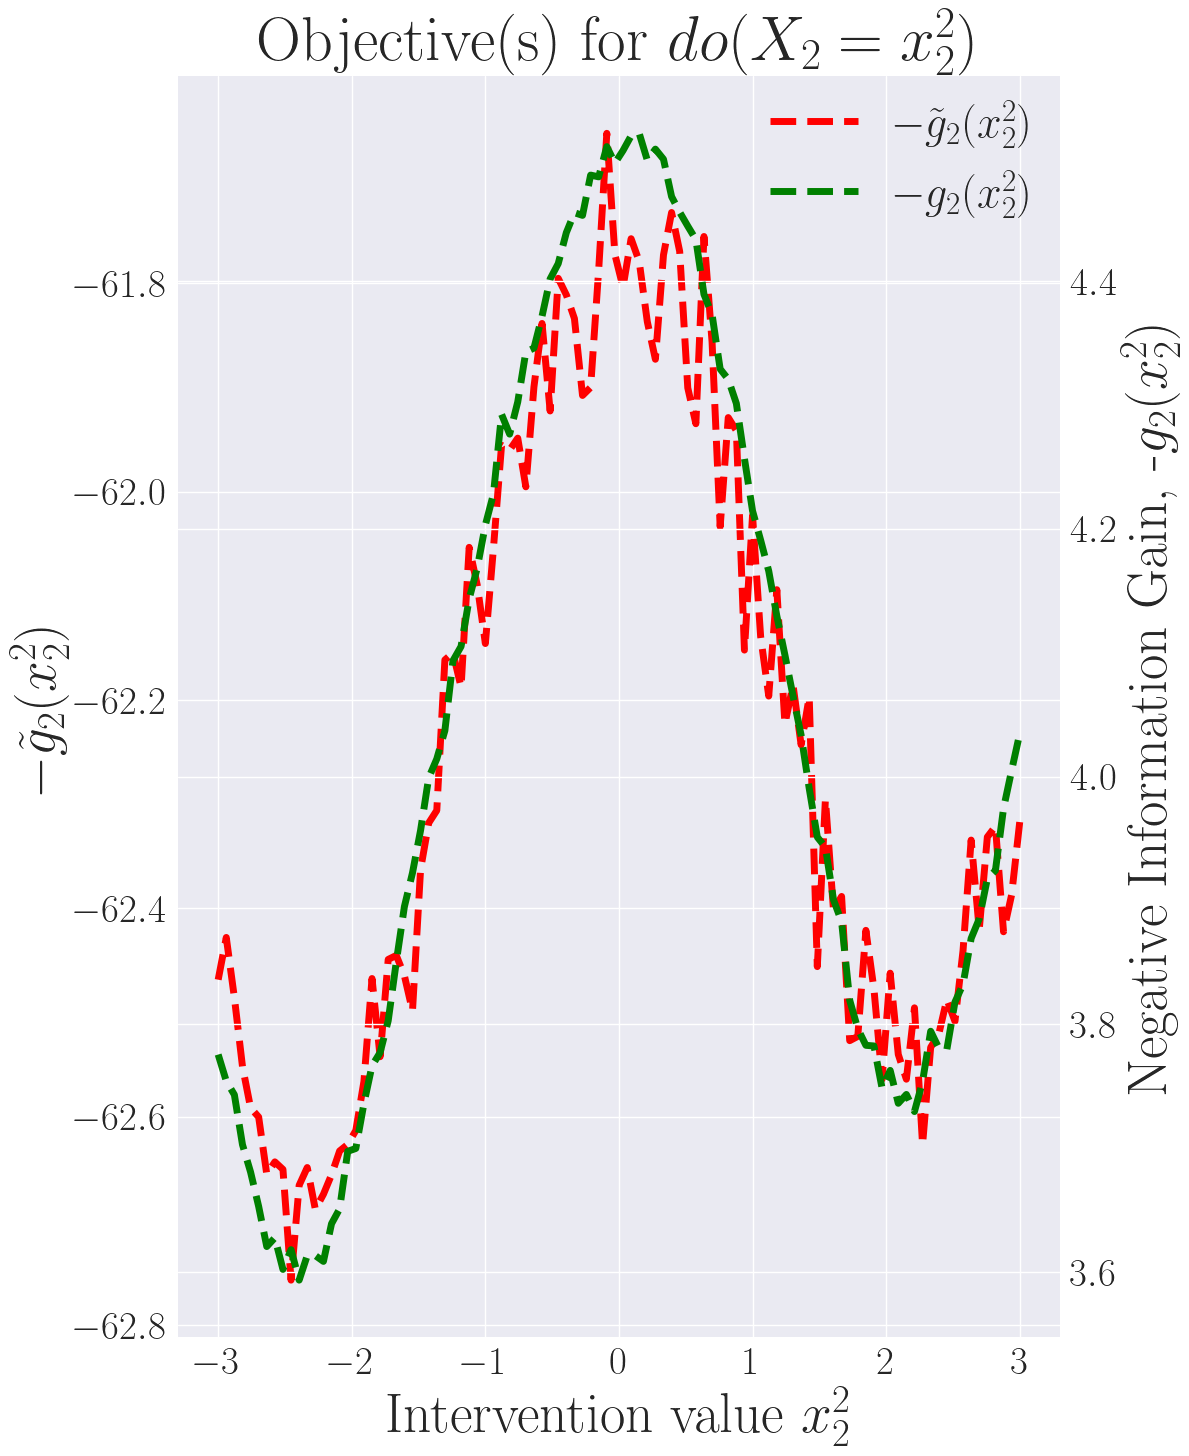 Objective(s) for $do(X_2 = x_2^2)$
$-\tilde{g}_2(x_2^2)$
$-g_2(x_2^2)$
−61.8
−62.0
−62.2
−62.4
−62.6
−62.8
$-\tilde{g}_2(x_2^2)$
4.4
4.2
4.0
3.8
3.6
Negative Information Gain, -$g_2(x_2^2)$
−3 −2 −1 0 1 2 3
Intervention value $x_2^2$